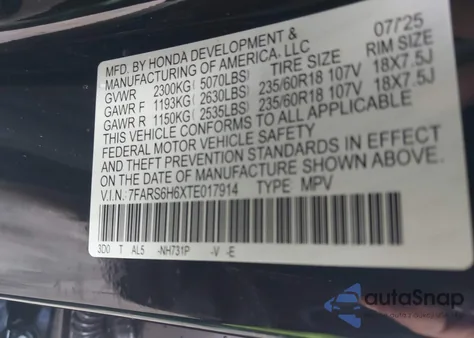 MFD. BY HONDA DEVELOPMENT & 07/25
MANUFACTURING OF AMERICA, LLC
GVWR 2300KG (5070LBS) TIRE SIZE RIM SIZE
GAWR F 1193KG (2630LBS) 235/60R18 107V 18X7.5J
GAWR R 1150KG (2535LBS) 235/60R18 107V 18X7.5J
THIS VEHICLE CONFORMS TO ALL APPLICABLE
FEDERAL MOTOR VEHICLE SAFETY, BUMPER,
AND THEFT PREVENTION STANDARDS IN EFFECT
ON THE DATE OF MANUFACTURE SHOWN ABOVE.
V.I.N. 7FARS6H6XTE017914 TYPE MPV
3D0 T AL5 -NH731P -V -E
autoSnap